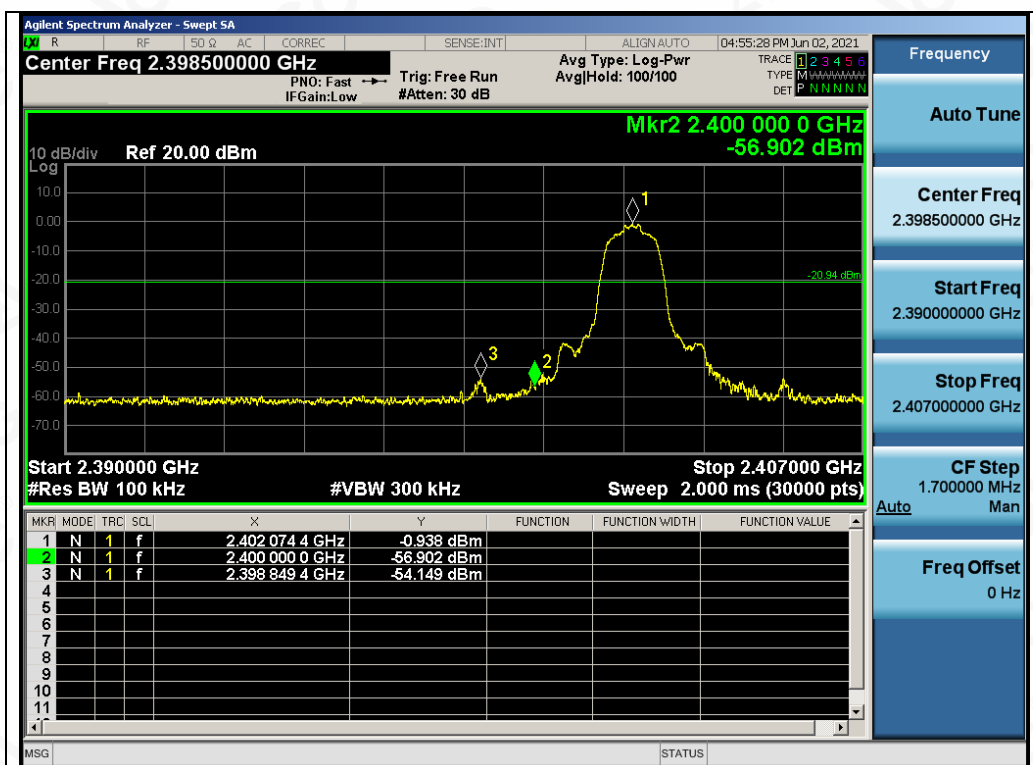 Agilent Spectrum Analyzer - Swept SA
LXI R RF 50 Ω AC CORREC SENSE:INT ALIGN AUTO 04:55:28 PM Jun 02, 2021
Center Freq 2.398500000 GHz
PNO: Fast
IFGain:Low
Trig: Free Run
#Atten: 30 dB
Avg Type: Log-Pwr
Avg|Hold: 100/100
TRACE 1 2 3 4 5 6
TYPE M
DET P N N N N N
Mkr2 2.400 000 0 GHz
-56.902 dBm
10 dB/div Ref 20.00 dBm
Log
10.0
0.00
-10.0
-20.0
-30.0
-40.0
-50.0
-60.0
-70.0
1
-20.94 dBm
3
2
Start 2.390000 GHz Stop 2.407000 GHz
#Res BW 100 kHz #VBW 300 kHz Sweep 2.000 ms (30000 pts)
MKR MODE TRC SCL X Y FUNCTION FUNCTION WIDTH FUNCTION VALUE
1 N 1 f 2.402 074 4 GHz -0.938 dBm
2 N 1 f 2.400 000 0 GHz -56.902 dBm
3 N 1 f 2.398 849 4 GHz -54.149 dBm
4
5
6
7
8
9
10
11
MSG STATUS
Frequency
Auto Tune
Center Freq
2.398500000 GHz
Start Freq
2.390000000 GHz
Stop Freq
2.407000000 GHz
CF Step
1.700000 MHz
Auto Man
Freq Offset
0 Hz